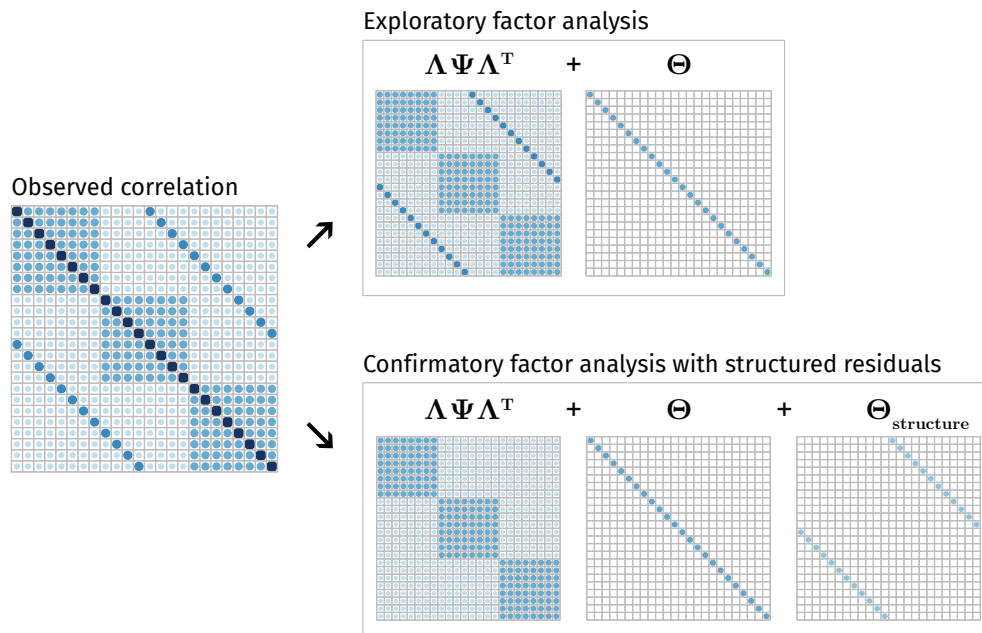 Exploratory factor analysis
ΛΨΛᵀ + Θ
Observed correlation
Confirmatory factor analysis with structured residuals
ΛΨΛᵀ + Θ + Θstructure